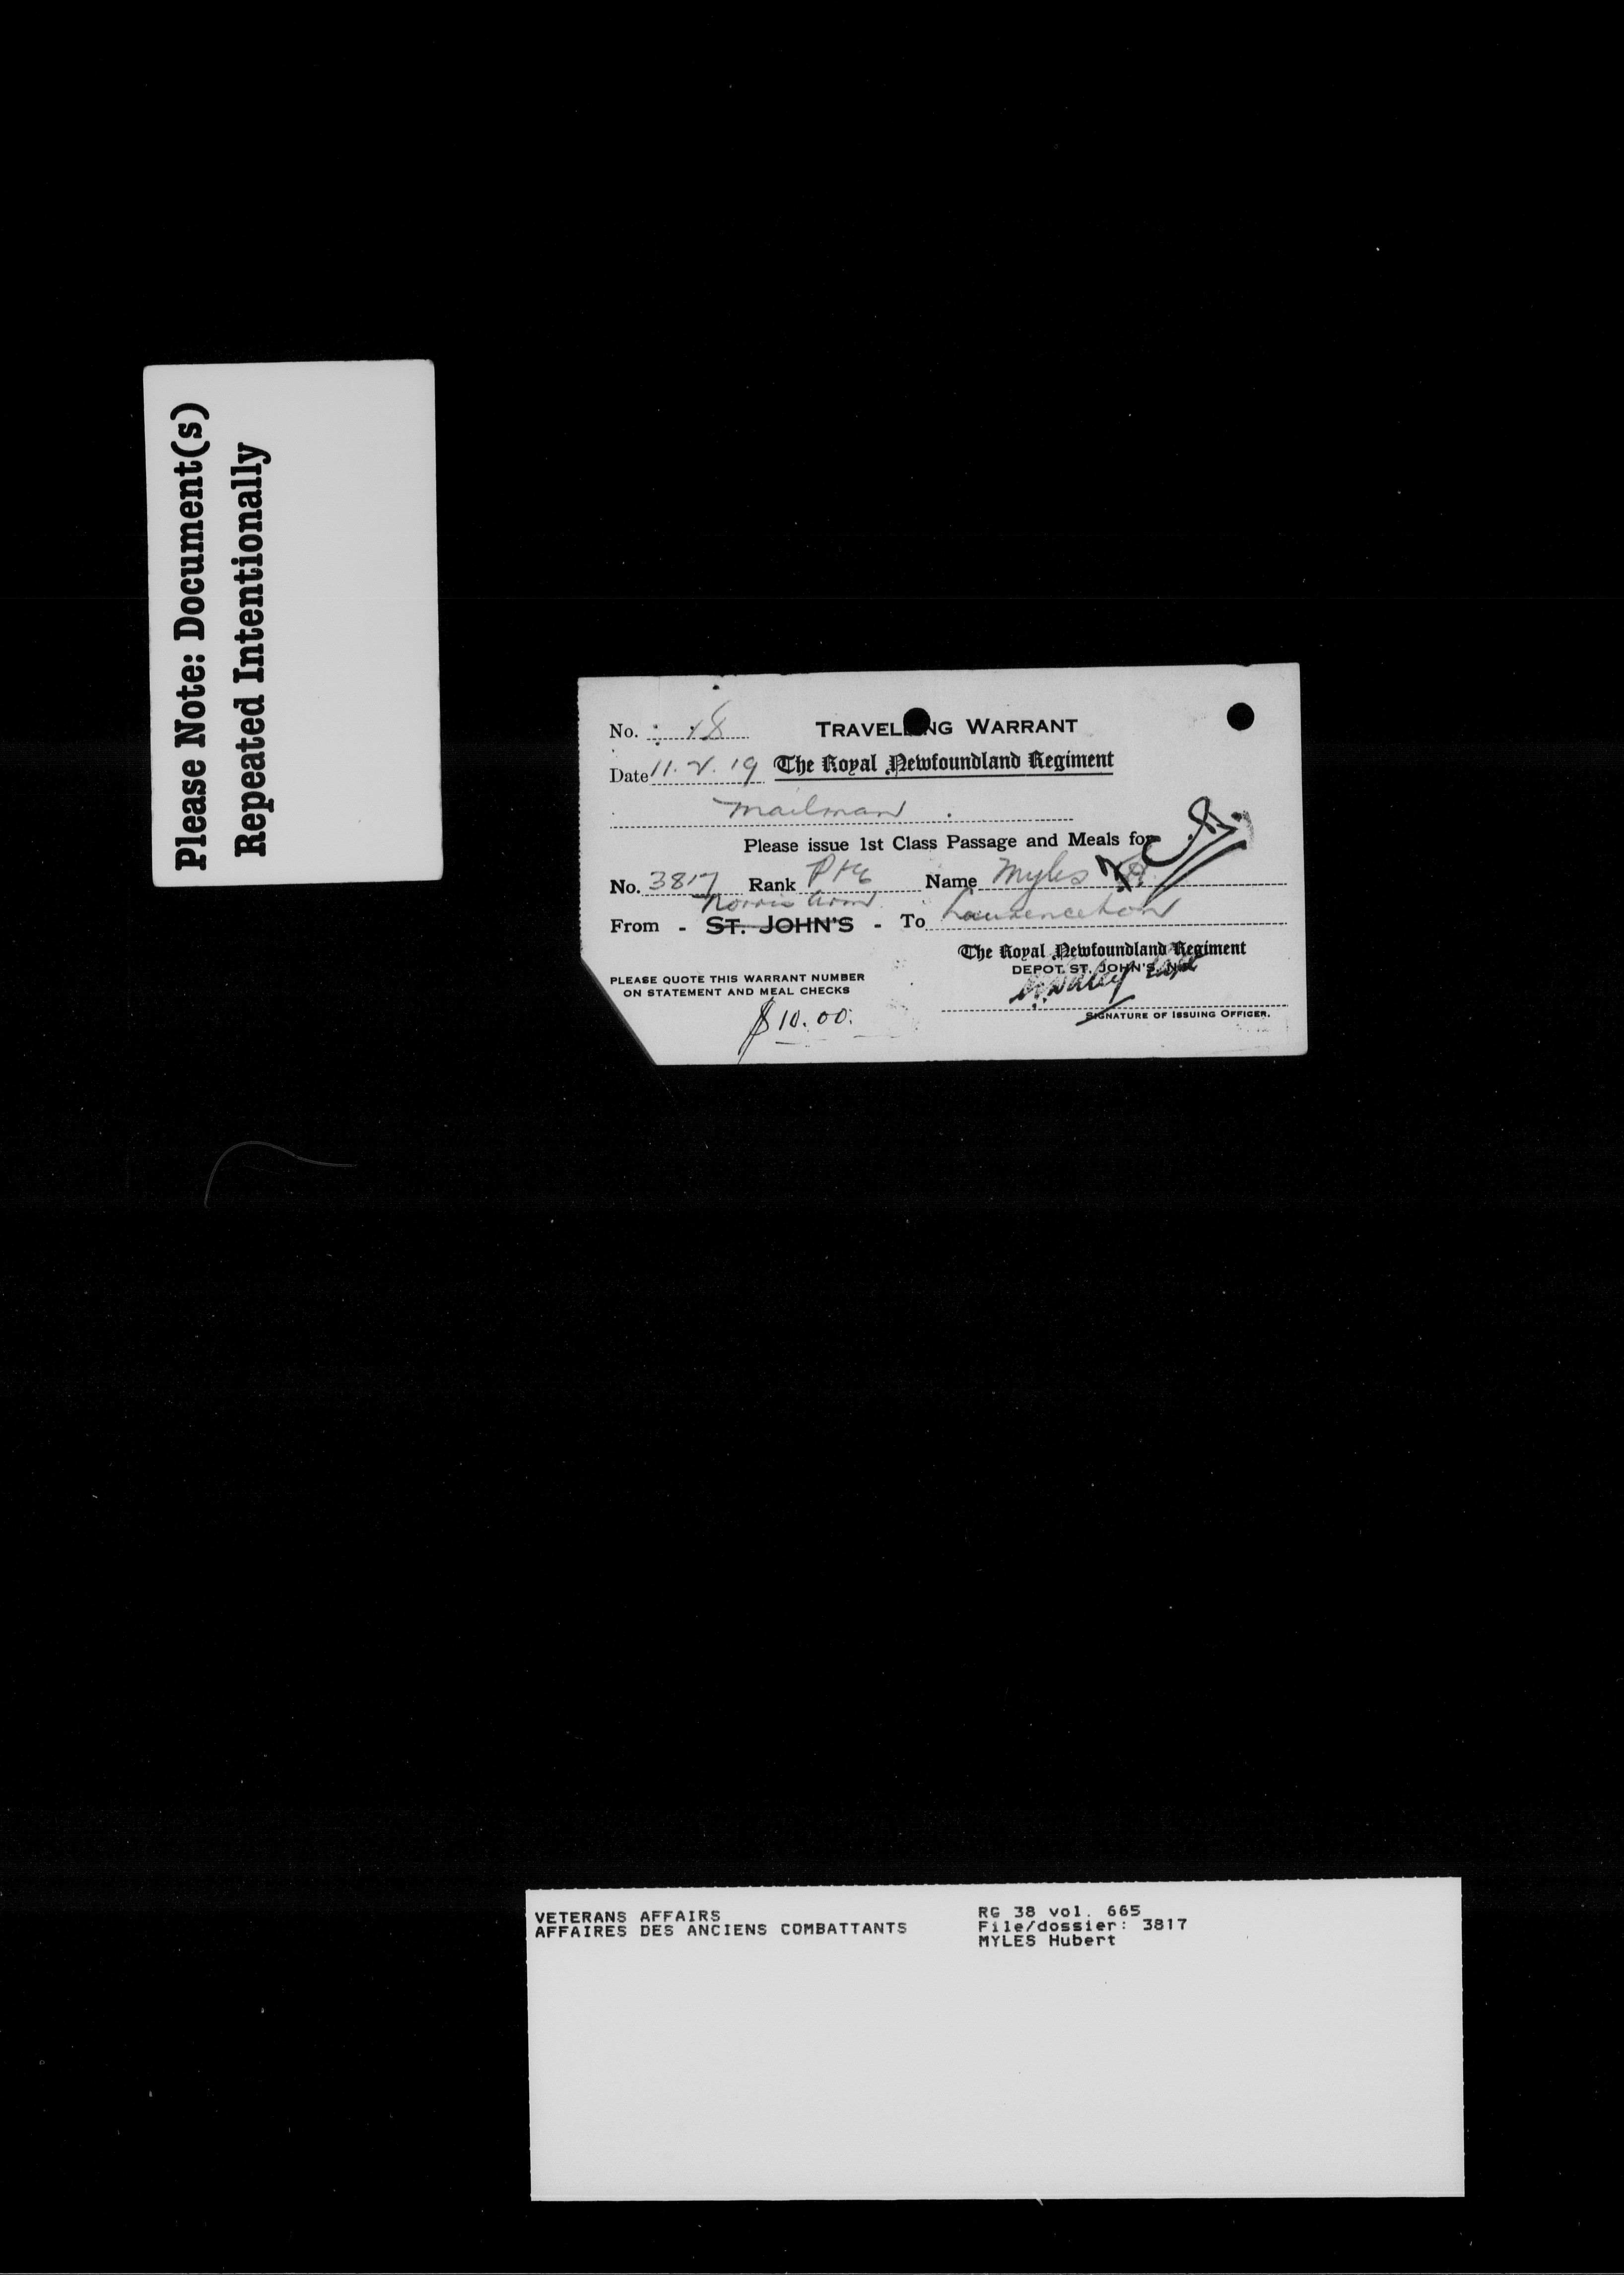 Please Note: Document(s)
Repeated Intentionally
No. 18 TRAVELLING WARRANT
Date 11.2.19 The Royal Newfoundland Regiment
Mailman
Please issue 1st Class Passage and Meals for
No. 3817 Rank Pte Name Myles H.
Norris Arm
From - ST. JOHN'S - To Laurenceton
The Royal Newfoundland Regiment
DEPOT ST. JOHN'S, Nfld
PLEASE QUOTE THIS WARRANT NUMBER
ON STATEMENT AND MEAL CHECKS
$10.00.
SIGNATURE OF ISSUING OFFICER.
VETERANS AFFAIRS
AFFAIRES DES ANCIENS COMBATTANTS
RG 38 vol. 665
File/dossier: 3817
MYLES Hubert